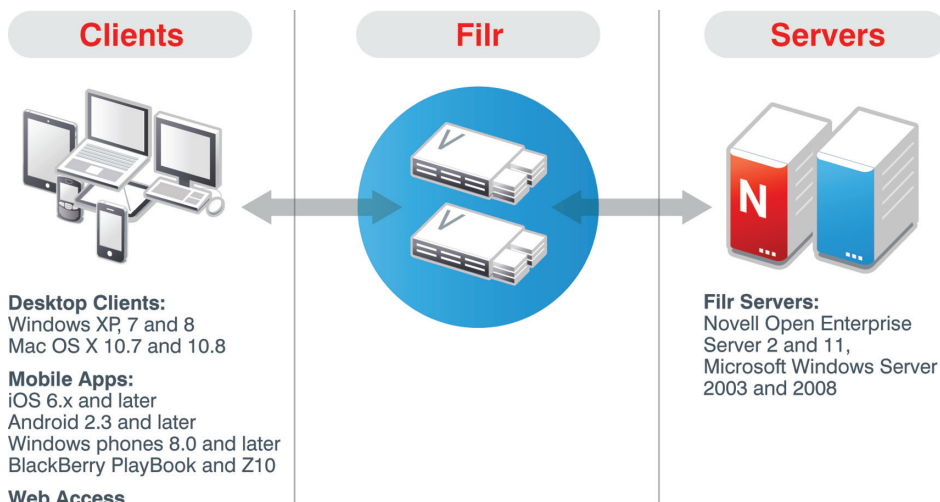 Clients
Filr
Servers
N
V
V
Desktop Clients:
Windows XP, 7 and 8
Mac OS X 10.7 and 10.8
Mobile Apps:
iOS 6.x and later
Android 2.3 and later
Windows phones 8.0 and later
BlackBerry PlayBook and Z10
Web Access
Filr Servers:
Novell Open Enterprise
Server 2 and 11,
Microsoft Windows Server
2003 and 2008